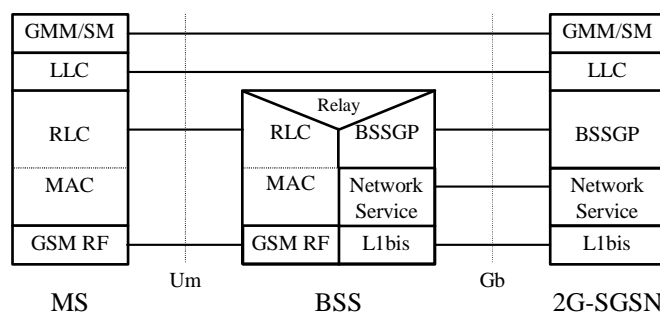 GMM/SM
LLC
RLC
MAC
GSM RF
MS
Um
Relay
RLC
BSSGP
MAC
Network
Service
GSM RF
L1bis
BSS
Gb
GMM/SM
LLC
BSSGP
Network
Service
L1bis
2G-SGSN